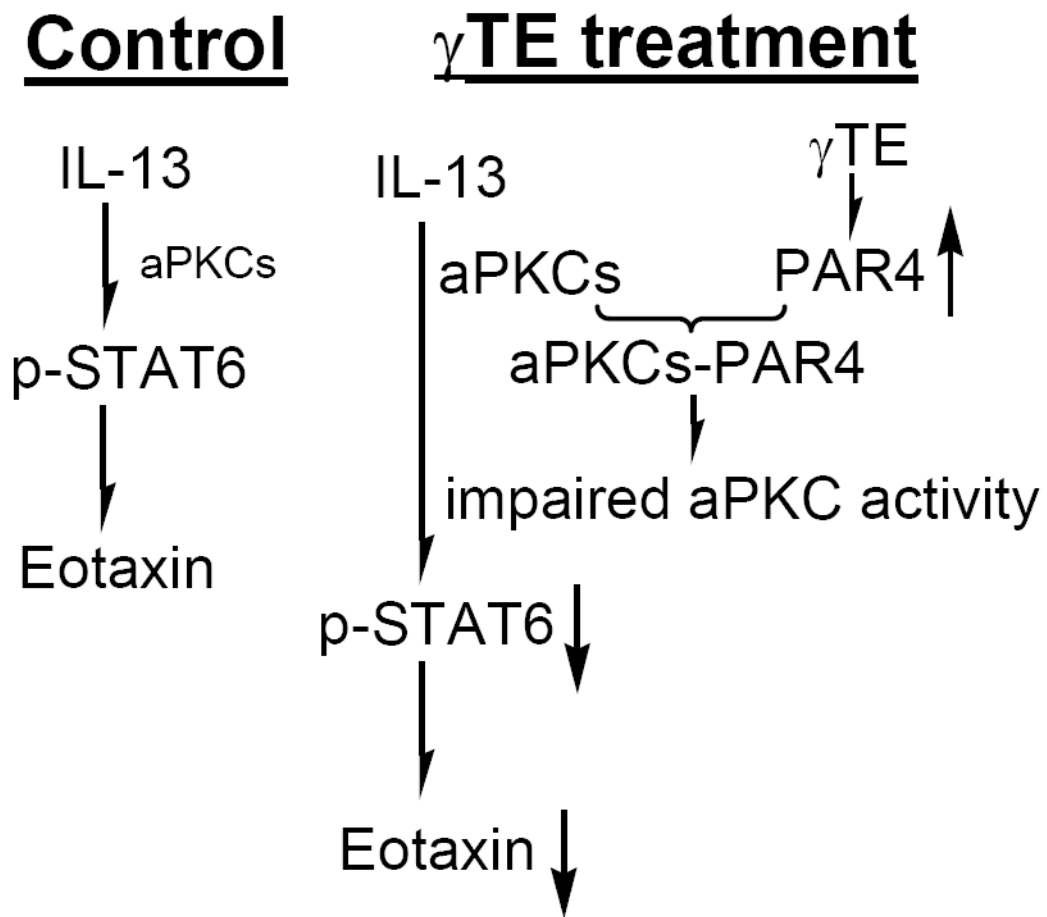 Control
IL-13
aPKCs
p-STAT6
Eotaxin
γTE treatment
γTE
IL-13
aPKCs
PAR4
aPKCs-PAR4
impaired aPKC activity
p-STAT6
Eotaxin